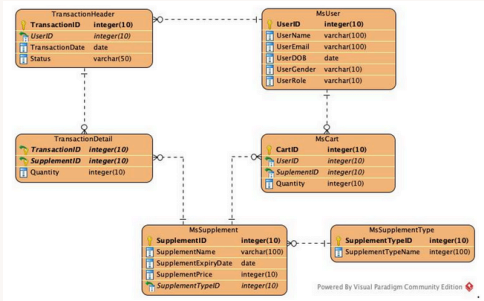 TransactionHeader
TransactionID integer(10)
UserID integer(10)
TransactionDate date
Status varchar(50)
MsUser
UserID integer(10)
UserName varchar(100)
UserEmail varchar(100)
UserDOB date
UserGender varchar(10)
UserRole varchar(10)
TransactionDetail
TransactionID integer(10)
SupplementID integer(10)
Quantity integer(10)
MsCart
CartID integer(10)
UserID integer(10)
SuplementID integer(10)
Quantity integer(10)
MsSupplement
SupplementID integer(10)
SupplementName varchar(100)
SupplementExpiryDate date
SupplementPrice integer(10)
SupplementTypeID integer(10)
MsSupplementType
SupplementTypeID integer(10)
SupplementTypeName varchar(100)
Powered By Visual Paradigm Community Edition